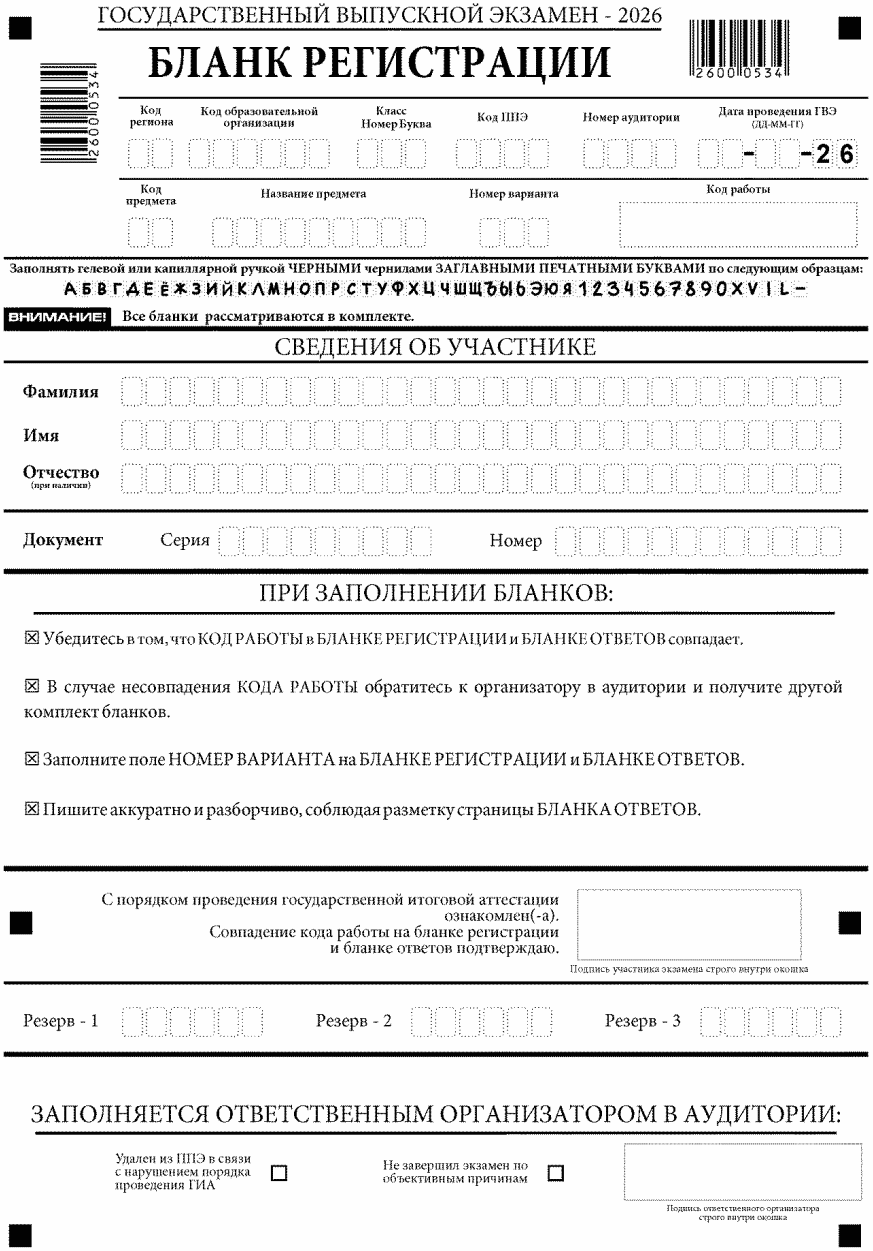 ГОСУДАРСТВЕННЫЙ ВЫПУСКНОЙ ЭКЗАМЕН - 2026
БЛАНК РЕГИСТРАЦИИ
2600 0534
2600 0534
Код региона
Код образовательной организации
Класс Номер Буква
Код ППЭ
Номер аудитории
Дата проведения ГВЭ (ДД-ММ-ГГ)
- -26
Код предмета
Название предмета
Номер варианта
Код работы
Заполнять гелевой или капиллярной ручкой ЧЕРНЫМИ чернилами ЗАГЛАВНЫМИ ПЕЧАТНЫМИ БУКВАМИ по следующим образцам:
АБВГДЕЁЖЗИЙКЛМНОПРСТУФХЦЧШЩЪЫЬЭЮЯ1234567890XVIL-
ВНИМАНИЕ! Все бланки рассматриваются в комплекте.
СВЕДЕНИЯ ОБ УЧАСТНИКЕ
Фамилия
Имя
Отчество
(при наличии)
Документ Серия Номер
ПРИ ЗАПОЛНЕНИИ БЛАНКОВ:
☒ Убедитесь в том, что КОД РАБОТЫ в БЛАНКЕ РЕГИСТРАЦИИ и БЛАНКЕ ОТВЕТОВ совпадает.
☒ В случае несовпадения КОДА РАБОТЫ обратитесь к организатору в аудитории и получите другой
комплект бланков.
☒ Заполните поле НОМЕР ВАРИАНТА на БЛАНКЕ РЕГИСТРАЦИИ и БЛАНКЕ ОТВЕТОВ.
☒ Пишите аккуратно и разборчиво, соблюдая разметку страницы БЛАНКА ОТВЕТОВ.
С порядком проведения государственной итоговой аттестации
ознакомлен(-а).
Совпадение кода работы на бланке регистрации
и бланке ответов подтверждаю.
Подпись участника экзамена строго внутри окошка
Резерв - 1 Резерв - 2 Резерв - 3
ЗАПОЛНЯЕТСЯ ОТВЕТСТВЕННЫМ ОРГАНИЗАТОРОМ В АУДИТОРИИ:
Удален из ППЭ в связи
с нарушением порядка
проведения ГИА
Не завершил экзамен по
объективным причинам
Подпись ответственного организатора
строго внутри окошка